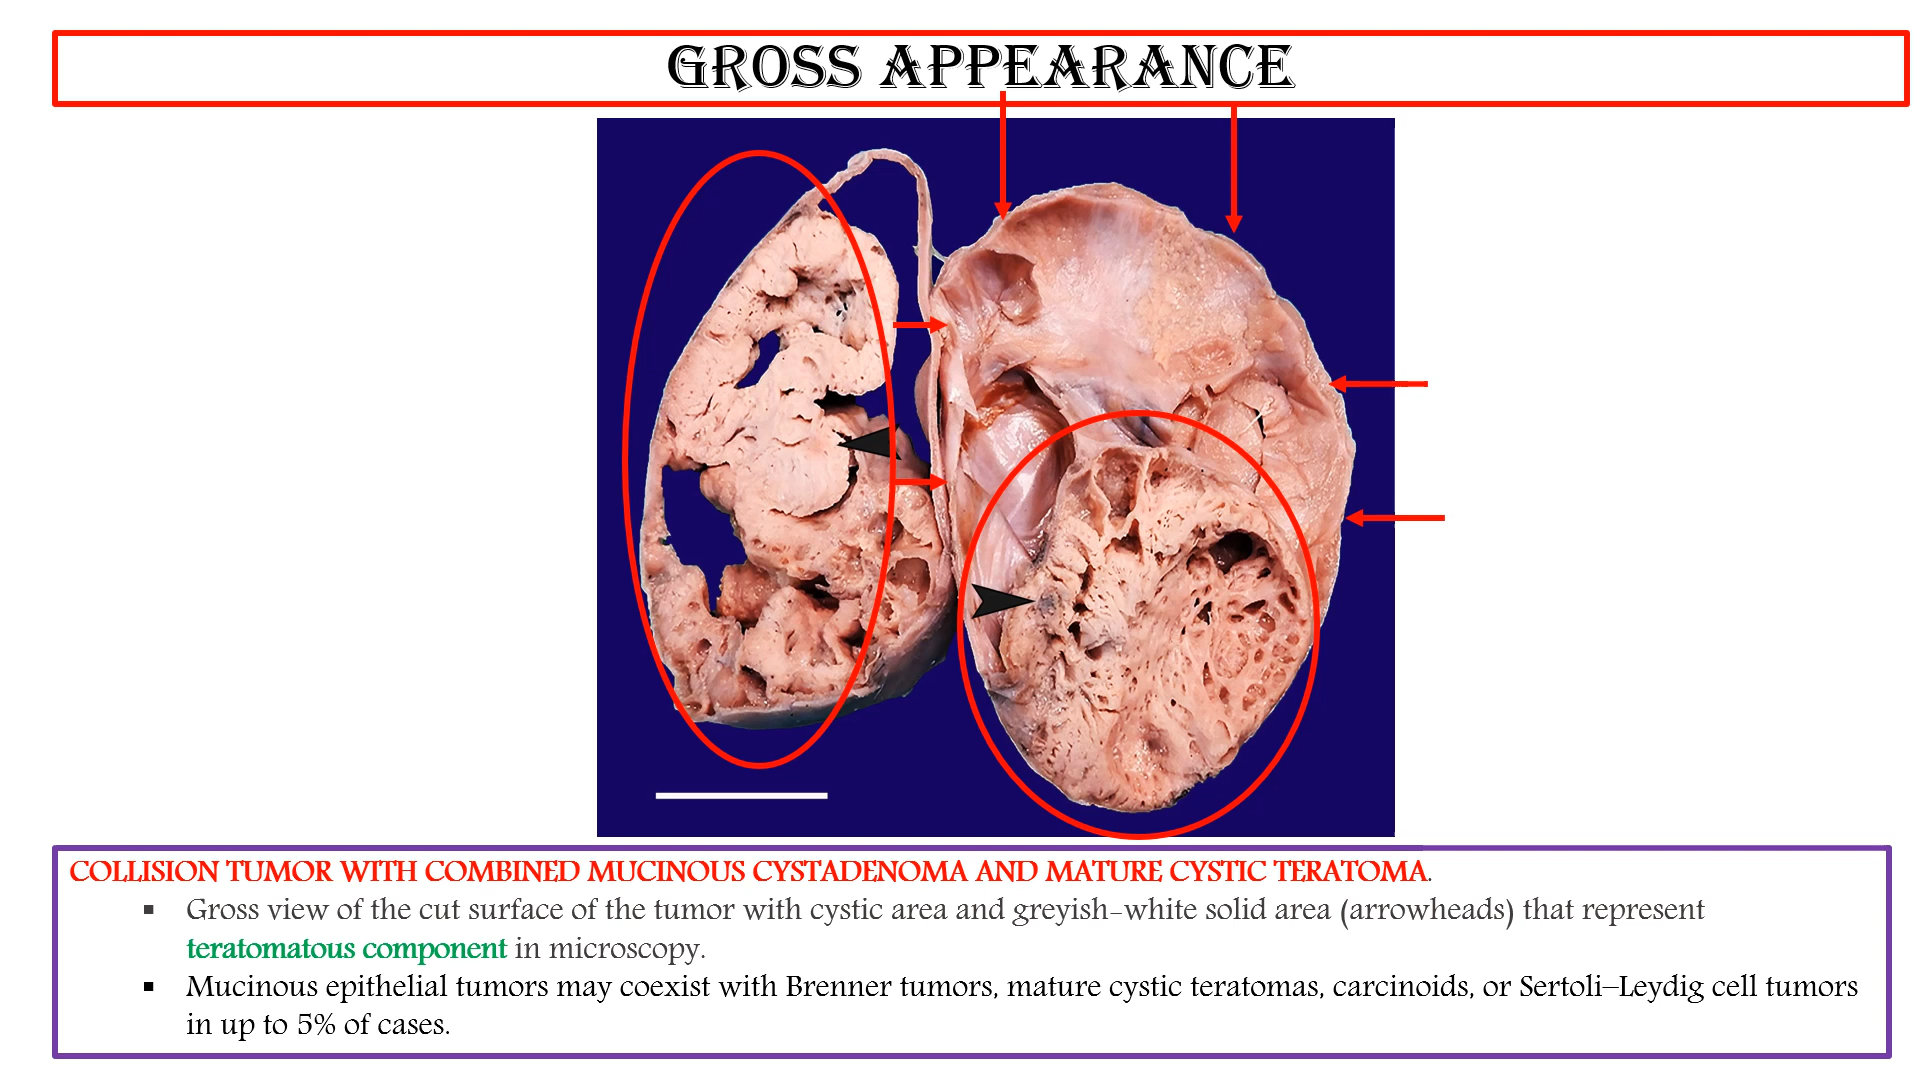 GROSS APPEARANCE
COLLISION TUMOR WITH COMBINED MUCINOUS CYSTADENOMA AND MATURE CYSTIC TERATOMA.
▪ Gross view of the cut surface of the tumor with cystic area and greyish-white solid area (arrowheads) that represent
teratomatous component in microscopy.
▪ Mucinous epithelial tumors may coexist with Brenner tumors, mature cystic teratomas, carcinoids, or Sertoli–Leydig cell tumors
in up to 5% of cases.